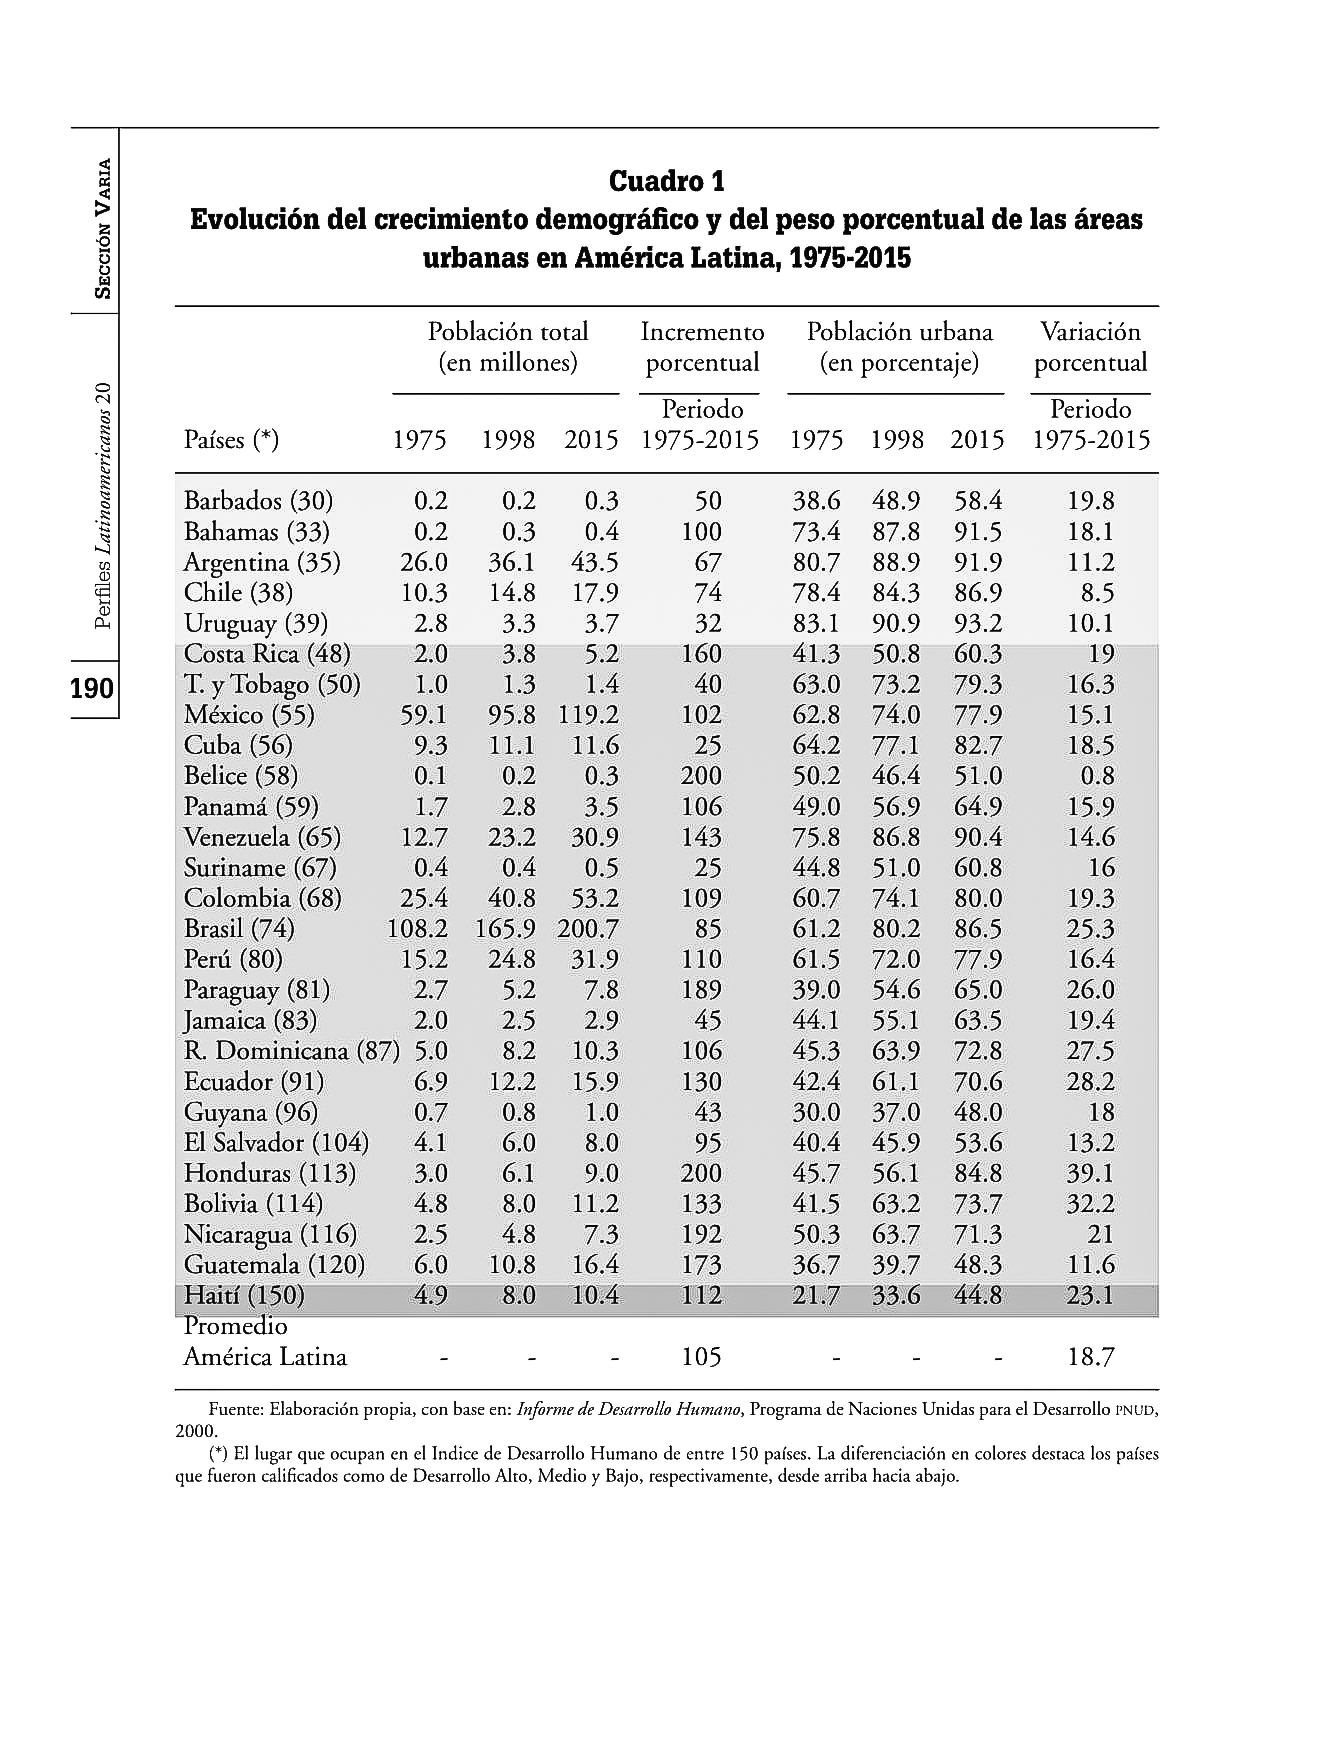 SECCIÓN VARIA
Perfiles Latinoamericanos 20
190
Cuadro 1
Evolución del crecimiento demográfico y del peso porcentual de las áreas
urbanas en América Latina, 1975-2015
Población total Incremento Población urbana Variación
(en millones) porcentual (en porcentaje) porcentual
Periodo Periodo
Países (*) 1975 1998 2015 1975-2015 1975 1998 2015 1975-2015
Barbados (30) 0.2 0.2 0.3 50 38.6 48.9 58.4 19.8
Bahamas (33) 0.2 0.3 0.4 100 73.4 87.8 91.5 18.1
Argentina (35) 26.0 36.1 43.5 67 80.7 88.9 91.9 11.2
Chile (38) 10.3 14.8 17.9 74 78.4 84.3 86.9 8.5
Uruguay (39) 2.8 3.3 3.7 32 83.1 90.9 93.2 10.1
Costa Rica (48) 2.0 3.8 5.2 160 41.3 50.8 60.3 19
T. y Tobago (50) 1.0 1.3 1.4 40 63.0 73.2 79.3 16.3
México (55) 59.1 95.8 119.2 102 62.8 74.0 77.9 15.1
Cuba (56) 9.3 11.1 11.6 25 64.2 77.1 82.7 18.5
Belice (58) 0.1 0.2 0.3 200 50.2 46.4 51.0 0.8
Panamá (59) 1.7 2.8 3.5 106 49.0 56.9 64.9 15.9
Venezuela (65) 12.7 23.2 30.9 143 75.8 86.8 90.4 14.6
Suriname (67) 0.4 0.4 0.5 25 44.8 51.0 60.8 16
Colombia (68) 25.4 40.8 53.2 109 60.7 74.1 80.0 19.3
Brasil (74) 108.2 165.9 200.7 85 61.2 80.2 86.5 25.3
Perú (80) 15.2 24.8 31.9 110 61.5 72.0 77.9 16.4
Paraguay (81) 2.7 5.2 7.8 189 39.0 54.6 65.0 26.0
Jamaica (83) 2.0 2.5 2.9 45 44.1 55.1 63.5 19.4
R. Dominicana (87) 5.0 8.2 10.3 106 45.3 63.9 72.8 27.5
Ecuador (91) 6.9 12.2 15.9 130 42.4 61.1 70.6 28.2
Guyana (96) 0.7 0.8 1.0 43 30.0 37.0 48.0 18
El Salvador (104) 4.1 6.0 8.0 95 40.4 45.9 53.6 13.2
Honduras (113) 3.0 6.1 9.0 200 45.7 56.1 84.8 39.1
Bolivia (114) 4.8 8.0 11.2 133 41.5 63.2 73.7 32.2
Nicaragua (116) 2.5 4.8 7.3 192 50.3 63.7 71.3 21
Guatemala (120) 6.0 10.8 16.4 173 36.7 39.7 48.3 11.6
Haití (150) 4.9 8.0 10.4 112 21.7 33.6 44.8 23.1
Promedio
América Latina - - - 105 - - - 18.7
Fuente: Elaboración propia, con base en: Informe de Desarrollo Humano, Programa de Naciones Unidas para el Desarrollo PNUD,
2000.
(*) El lugar que ocupan en el Indice de Desarrollo Humano de entre 150 países. La diferenciación en colores destaca los países
que fueron calificados como de Desarrollo Alto, Medio y Bajo, respectivamente, desde arriba hacia abajo.